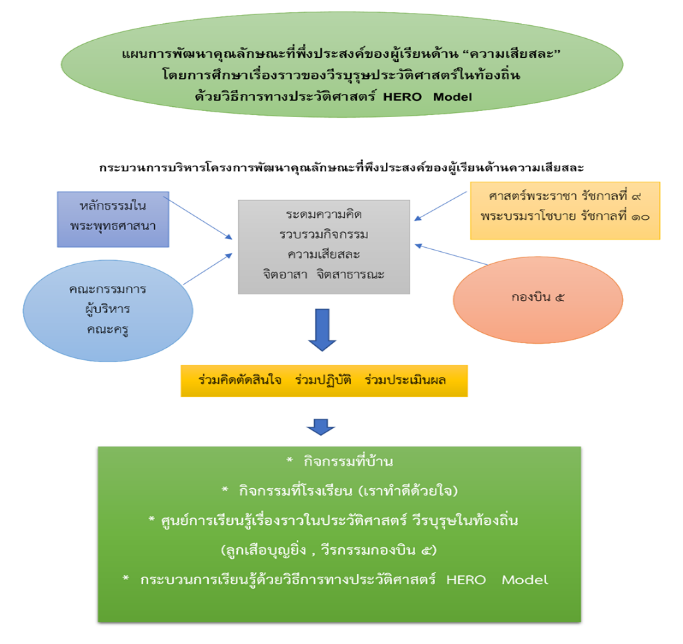 แผนการพัฒนาคุณลักษณะที่พึ่งประสงค์ของผู้เรียนด้าน “ความเสียสละ”
โดยการศึกษาเรื่องราวของวีรบุรุษประวัติศาสตร์ในท้องถิ่น
ด้วยวิธีการทางประวัติศาสตร์ HERO Model
กระบวนการบริหารโครงการพัฒนาคุณลักษณะที่พึงประสงค์ของผู้เรียนด้านความเสียสละ
หลักธรรมใน
พระพุทธศาสนา
ระดมความคิด
รวบรวมกิจกรรม
ความเสียสละ
จิตอาสา จิตสาธารณะ
ศาสตร์พระราชา รัชกาลที่ ๙
พระบรมราโชบาย รัชกาลที่ ๑๐
คณะกรรมการ
ผู้บริหาร
คณะครู
กองบิน ๕
ร่วมคิดตัดสินใจ ร่วมปฏิบัติ ร่วมประเมินผล
* กิจกรรมที่บ้าน
* กิจกรรมที่โรงเรียน (เราทำดีด้วยใจ)
* ศูนย์การเรียนรู้เรื่องราวในประวัติศาสตร์ วีรบุรุษในท้องถิ่น
(ลูกเสือบุญยิ่ง , วีรกรรมกองบิน ๕)
* กระบวนการเรียนรู้ด้วยวิธีการทางประวัติศาสตร์ HERO Model